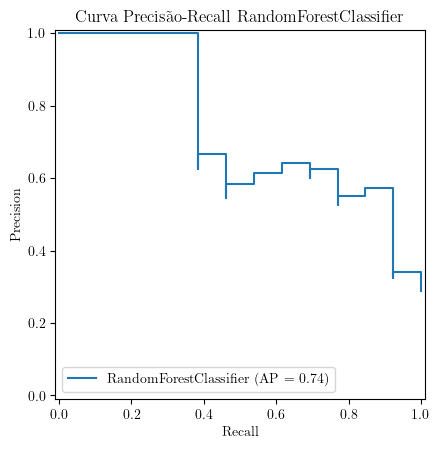 Curva Precisão-Recall RandomForestClassifier
1.0
0.8
0.6
0.4
0.2
0.0
Precision
RandomForestClassifier (AP = 0.74)
0.0 0.2 0.4 0.6 0.8 1.0
Recall